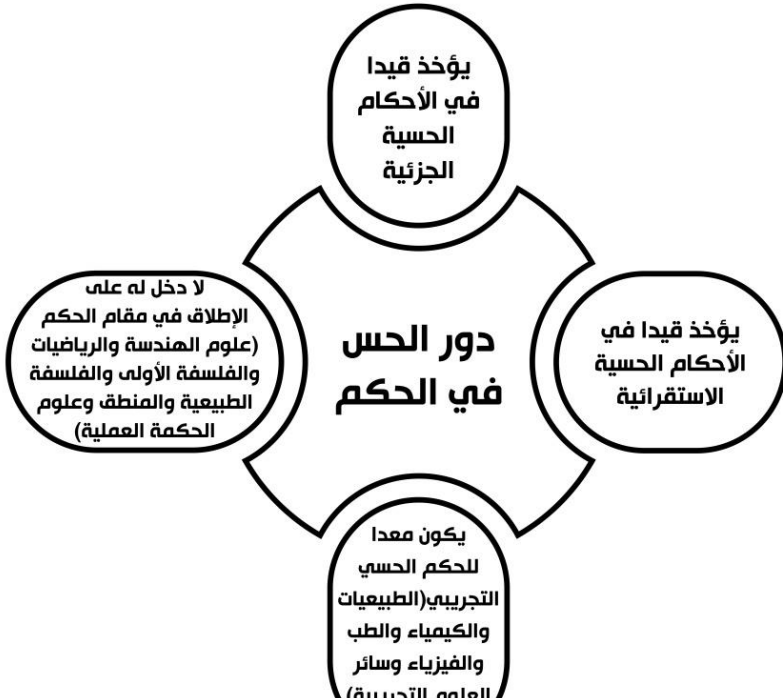 يؤخذ قيدا
في الأحكام
الحسية
الجزئية
يؤخذ قيدا في
الأحكام الحسية
الاستقرائية
دور الحس
في الحكم
لا دخل له على
الإطلاق في مقام الحكم
(علوم الهندسة والرياضيات
والفلسفة الأولى والفلسفة
الطبيعية والمنطق وعلوم
الحكمة العملية)
يكون معدا
للحكم الحسي
التجريبي(الطبيعيات
والكيمياء والطب
والفيزياء وسائر
العلوم التجريبية)